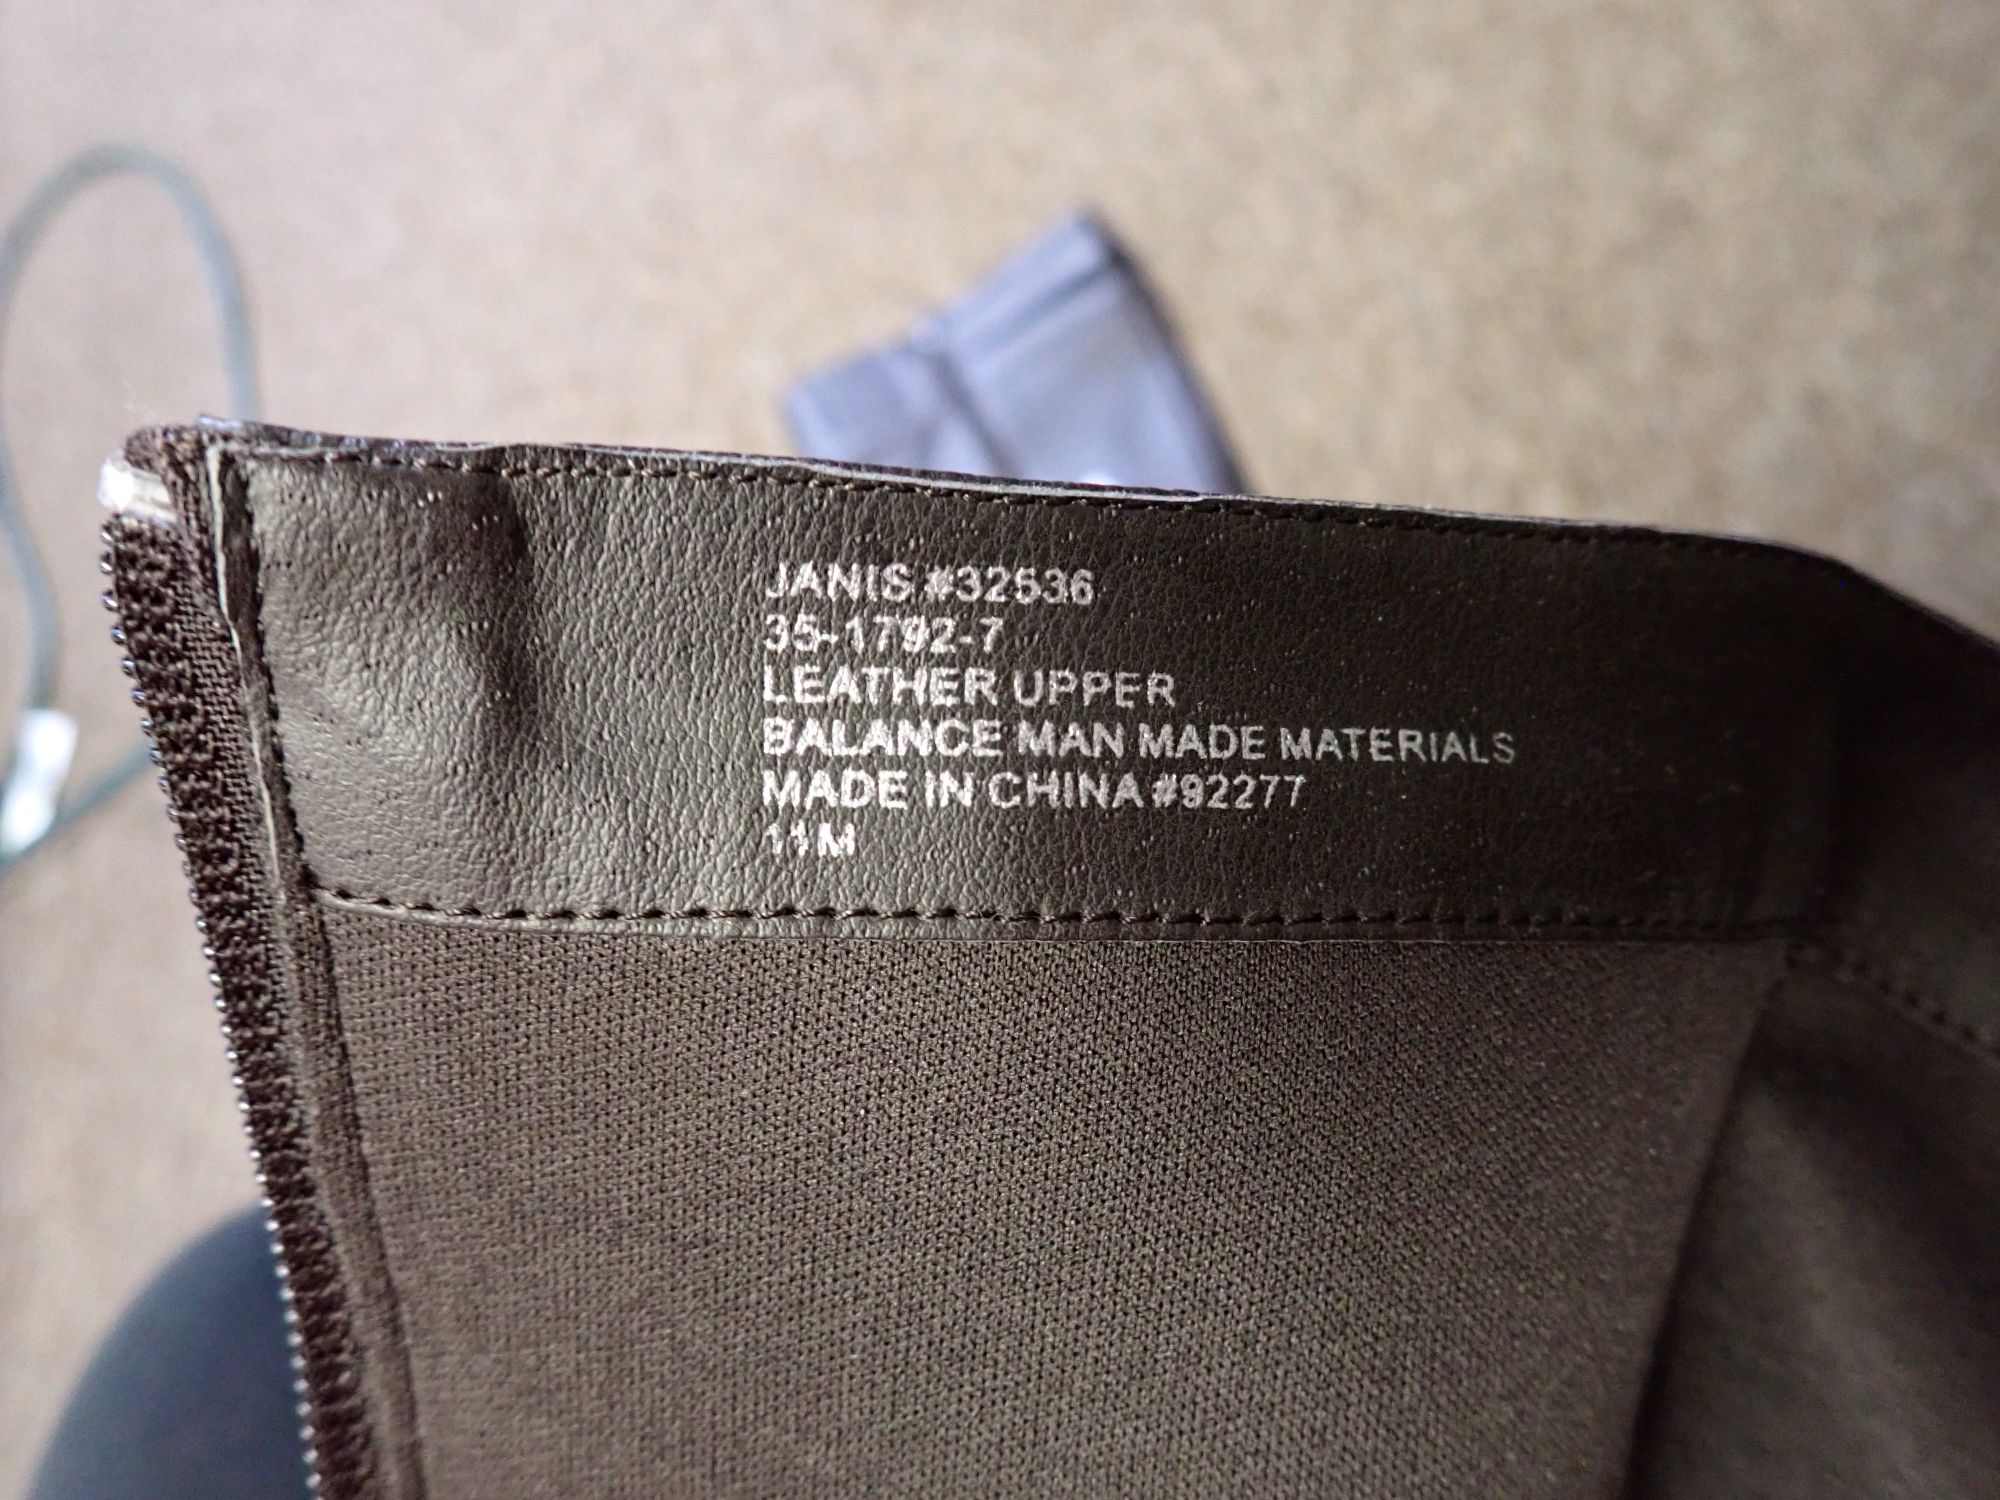 JANIS #32536
35-1792-7
LEATHER UPPER
BALANCE MAN MADE MATERIALS
MADE IN CHINA #92277
11M